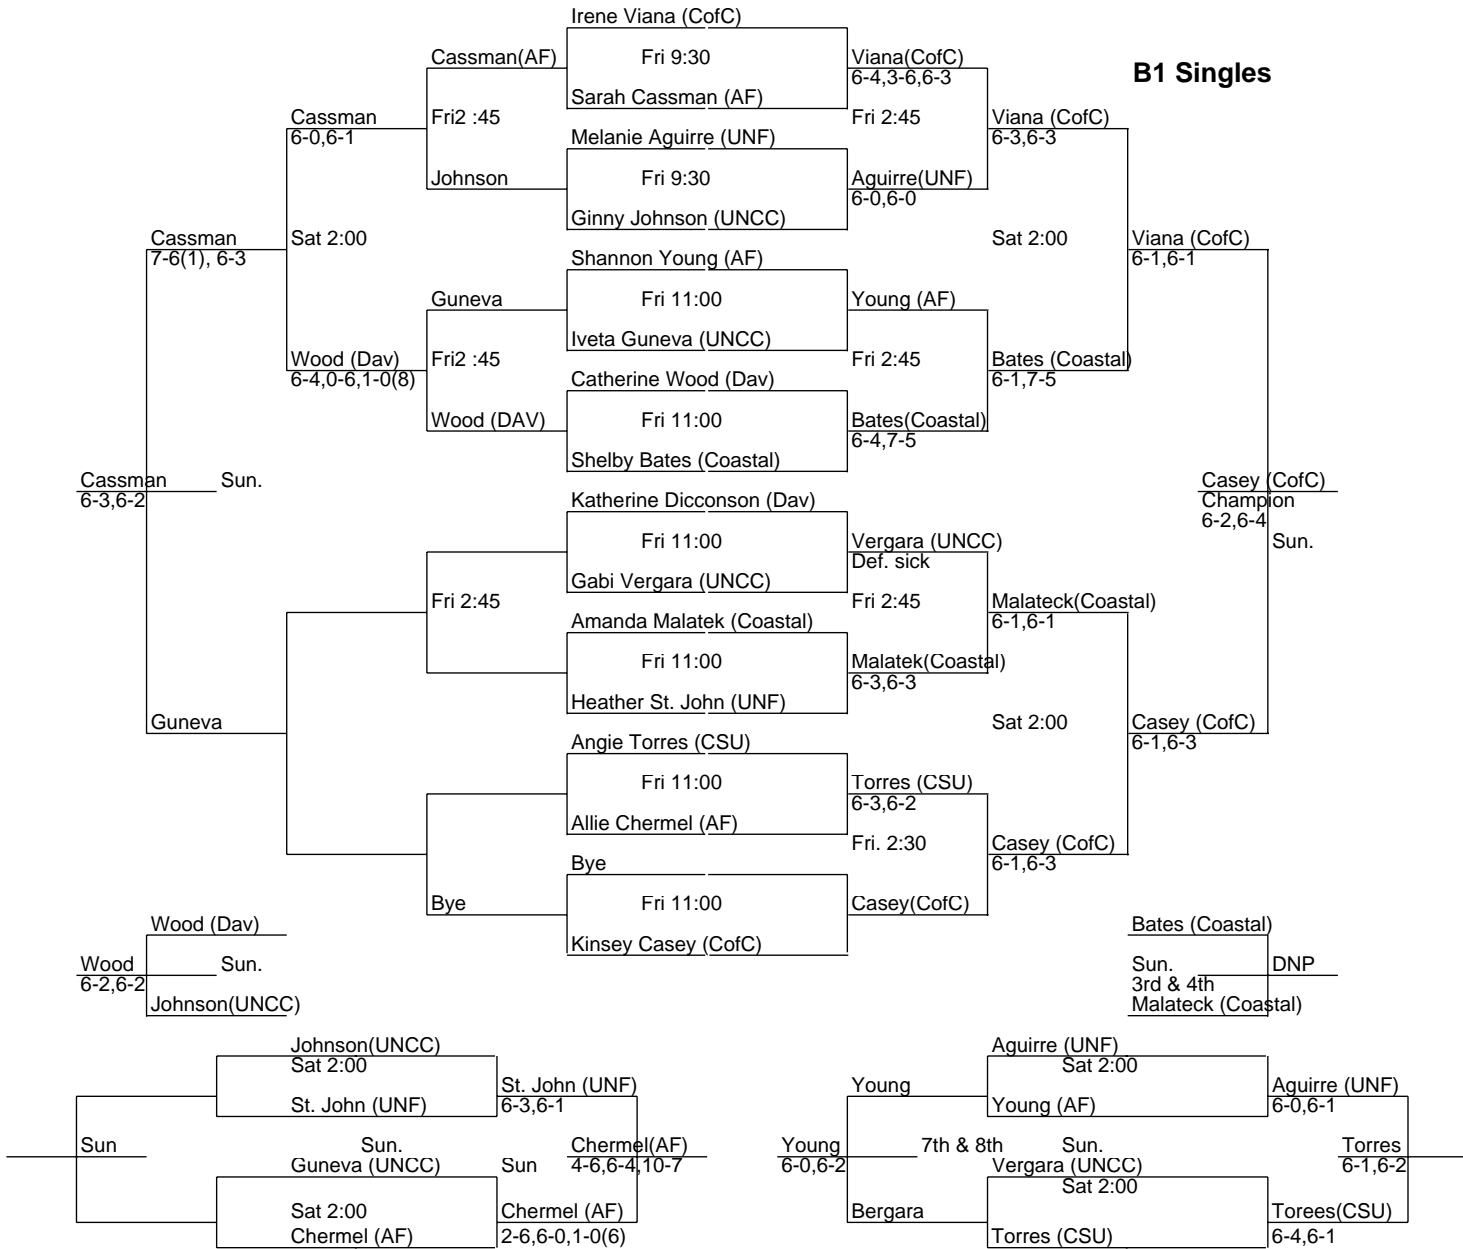 Irene Viana (CofC)
Cassman(AF)
Fri 9:30
Viana(CofC)
6-4,3-6,6-3
B1 Singles
Sarah Cassman (AF)
Cassman
6-0,6-1
Fri2 :45
Fri 2:45
Viana (CofC)
6-3,6-3
Melanie Aguirre (UNF)
Johnson
Fri 9:30
Aguirre(UNF)
6-0,6-0
Ginny Johnson (UNCC)
Cassman
7-6(1), 6-3
Sat 2:00
Sat 2:00
Viana (CofC)
6-1,6-1
Shannon Young (AF)
Guneva
Fri 11:00
Young (AF)
Iveta Guneva (UNCC)
Wood (Dav)
6-4,0-6,1-0(8)
Fri2 :45
Fri 2:45
Bates (Coastal)
6-1,7-5
Catherine Wood (Dav)
Wood (DAV)
Fri 11:00
Bates(Coastal)
6-4,7-5
Shelby Bates (Coastal)
Cassman
6-3,6-2
Sun.
Casey (CofC)
Champion
6-2,6-4
Sun.
Katherine Dicconson (Dav)
Fri 11:00
Vergara (UNCC)
Def. sick
Gabi Vergara (UNCC)
Fri 2:45
Fri 2:45
Malateck(Coastal)
6-1,6-1
Amanda Malatek (Coastal)
Fri 11:00
Malatek(Coastal)
6-3,6-3
Heather St. John (UNF)
Guneva
Sat 2:00
Casey (CofC)
6-1,6-3
Angie Torres (CSU)
Fri 11:00
Torres (CSU)
6-3,6-2
Allie Chermel (AF)
Fri. 2:30
Casey (CofC)
6-1,6-3
Bye
Bye
Fri 11:00
Casey(CofC)
Kinsey Casey (CofC)
Wood (Dav)
Wood
6-2,6-2
Sun.
Johnson(UNCC)
Bates (Coastal)
Sun.
3rd & 4th
DNP
Malateck (Coastal)
Johnson(UNCC)
Sat 2:00
St. John (UNF)
St. John (UNF)
6-3,6-1
Sun
Sun.
Chermel(AF)
4-6,6-4,10-7
Guneva (UNCC)
Sun
Sat 2:00
Chermel (AF)
Chermel (AF)
2-6,6-0,1-0(6)
Aguirre (UNF)
Sat 2:00
Young
Young (AF)
Aguirre (UNF)
6-0,6-1
Young
6-0,6-2
7th & 8th
Sun.
Torres
6-1,6-2
Vergara (UNCC)
Sat 2:00
Bergara
Torres (CSU)
Torees(CSU)
6-4,6-1